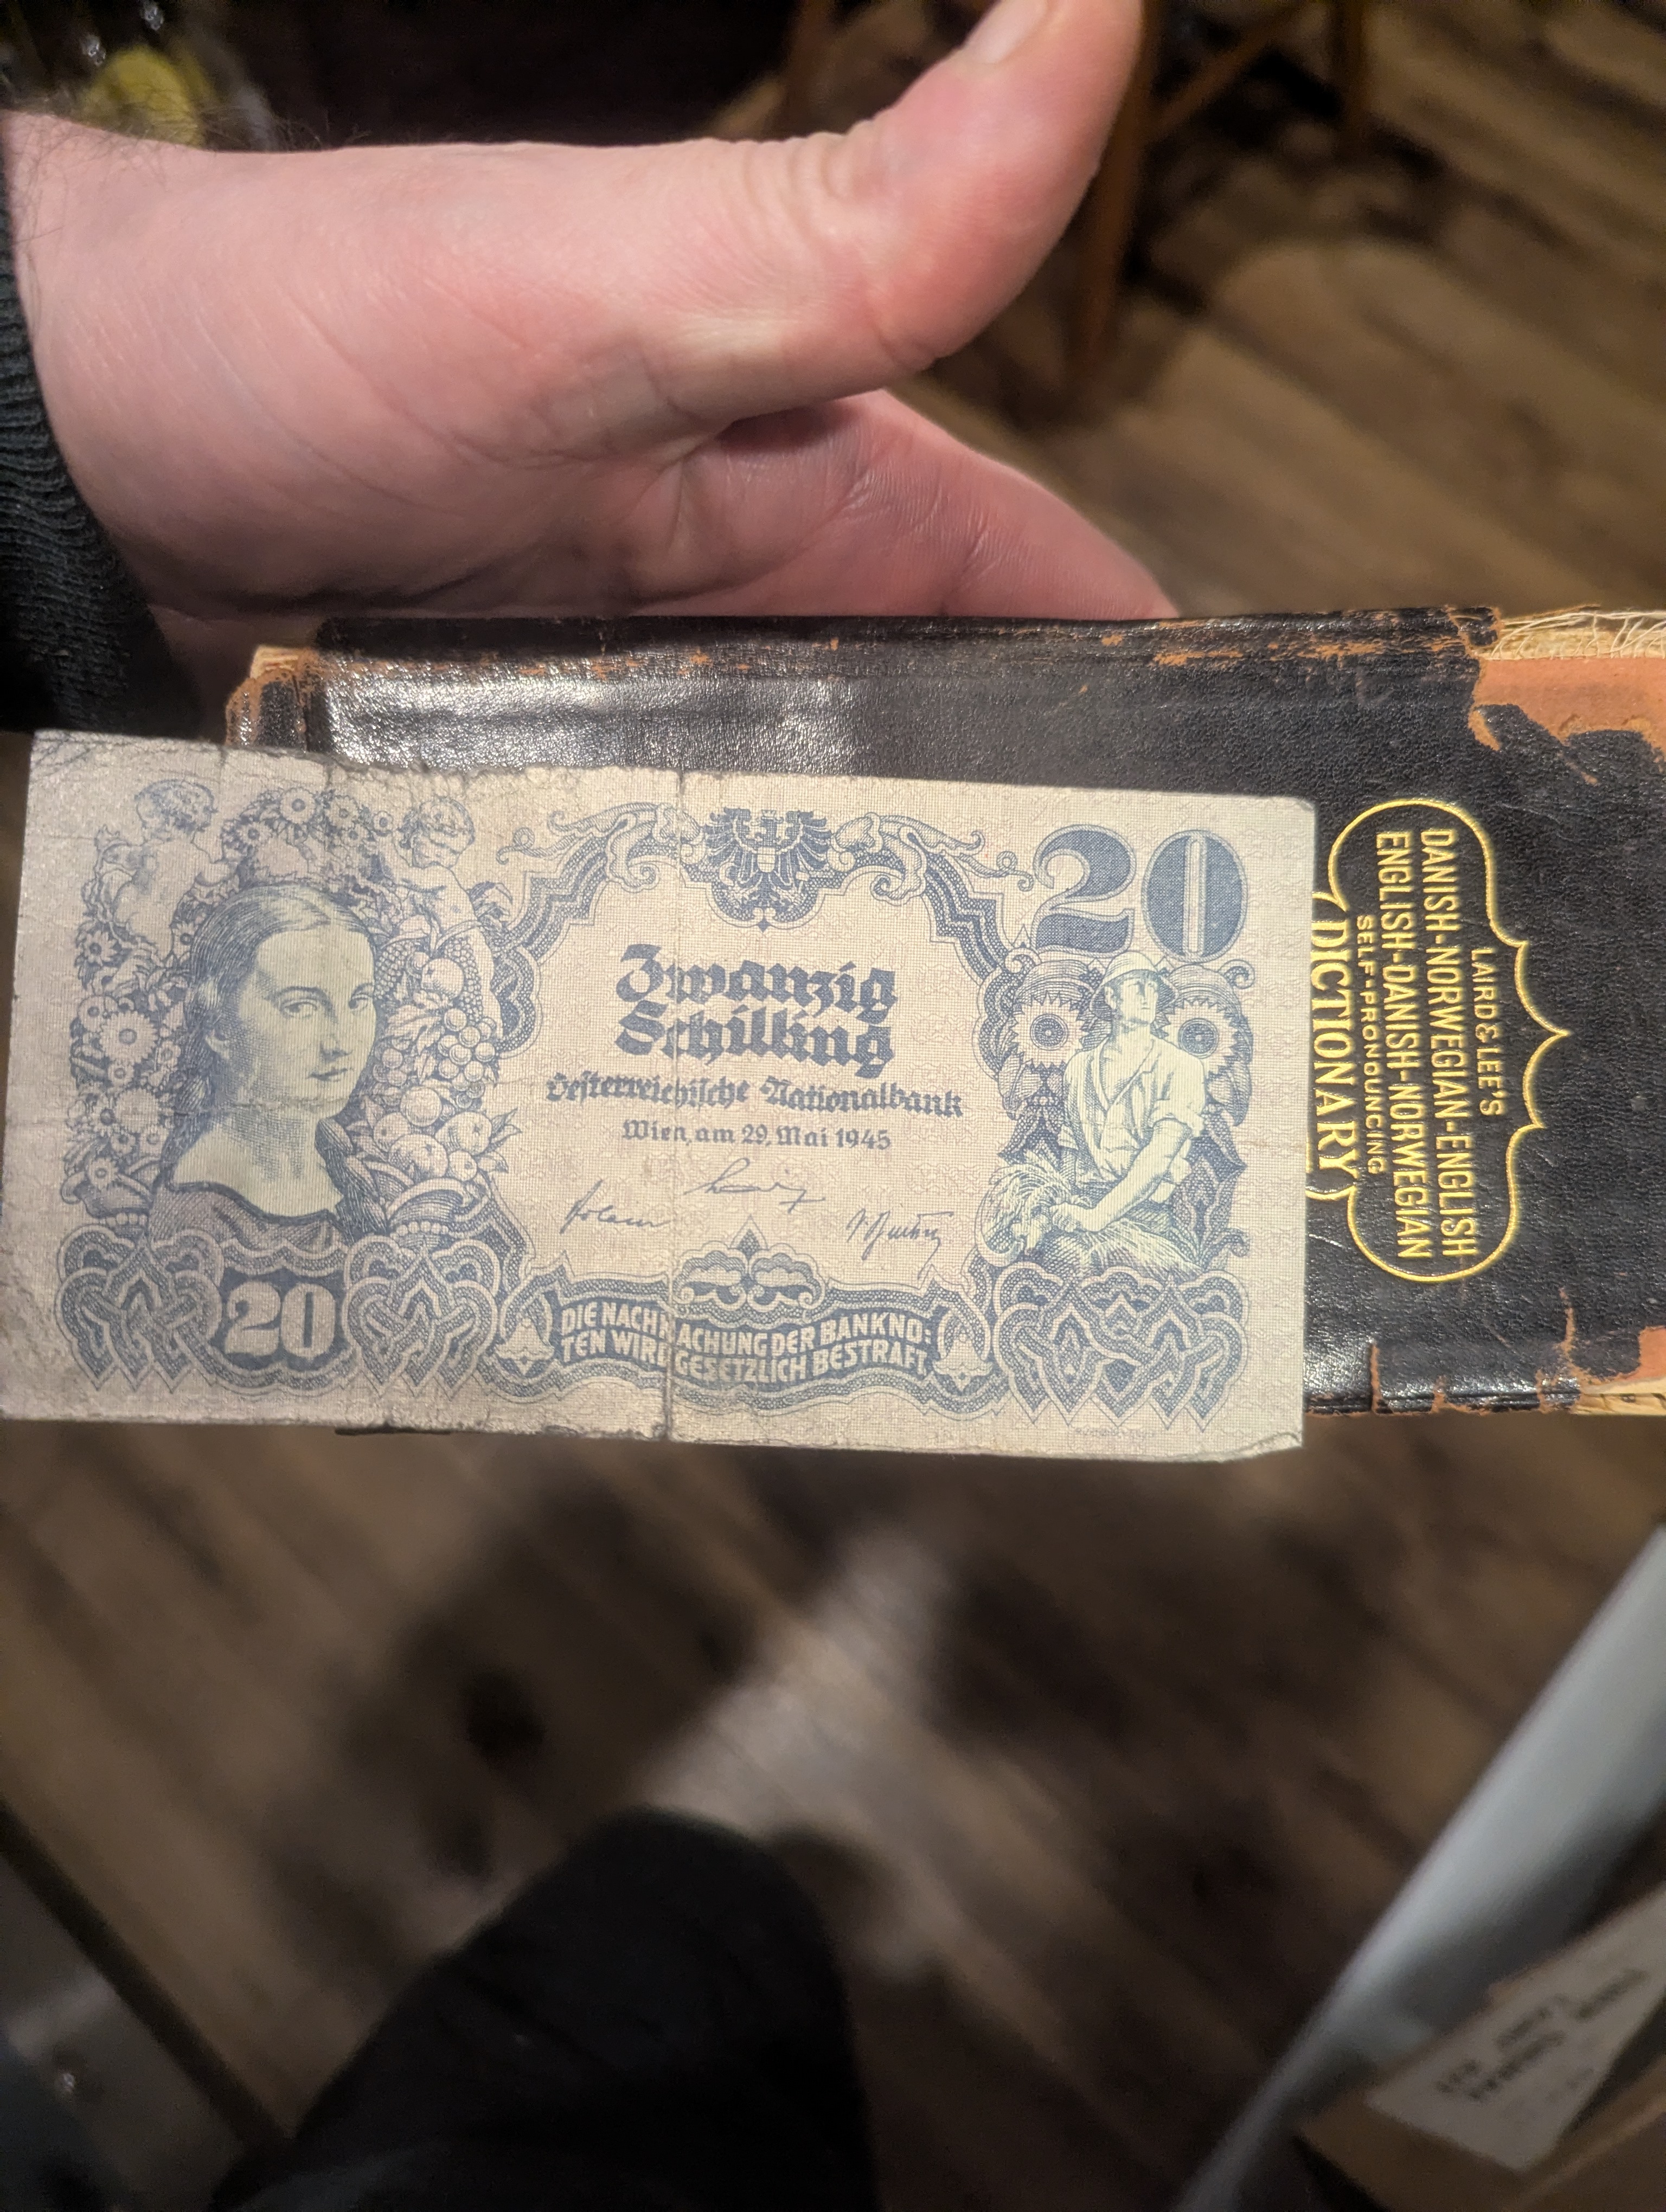 20
Zwanzig
Schilling
Oesterreichische Nationalbank
Wien, am 29. Mai 1945
20
DIE NACHMACHUNG DER BANKNO=
TEN WIRD GESETZLICH BESTRAFT
LAIRD & LEE'S
DANISH-NORWEGIAN-ENGLISH
ENGLISH-DANISH-NORWEGIAN
SELF-PRONOUNCING
DICTIONARY